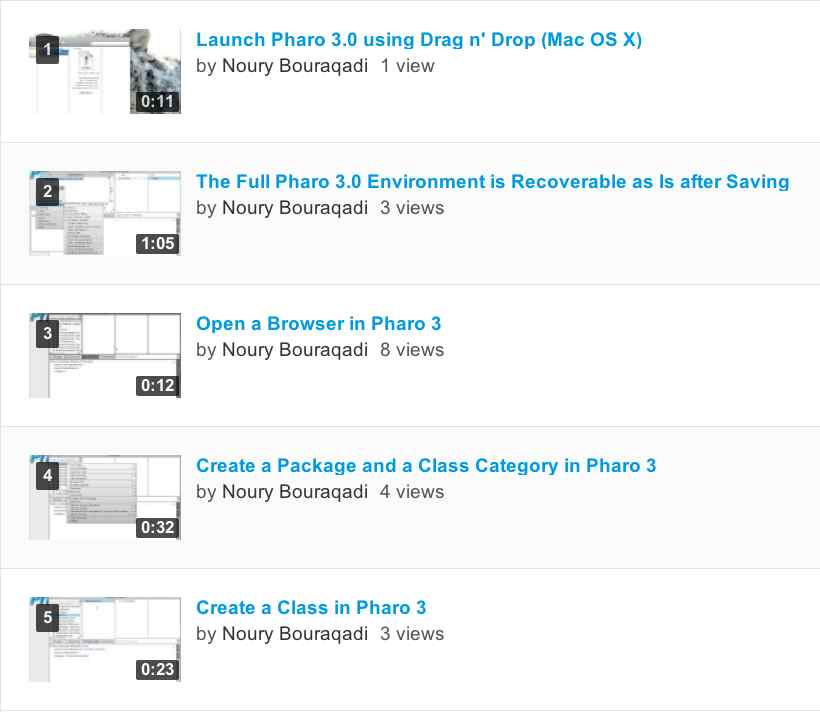 1
0:11
Launch Pharo 3.0 using Drag n' Drop (Mac OS X)
by Noury Bouraqadi 1 view
2
1:05
The Full Pharo 3.0 Environment is Recoverable as Is after Saving
by Noury Bouraqadi 3 views
3
0:12
Open a Browser in Pharo 3
by Noury Bouraqadi 8 views
4
0:32
Create a Package and a Class Category in Pharo 3
by Noury Bouraqadi 4 views
5
0:23
Create a Class in Pharo 3
by Noury Bouraqadi 3 views